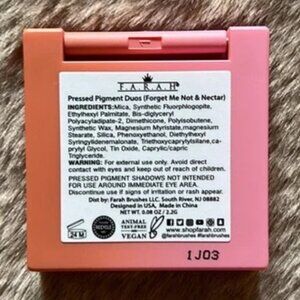 F.A.R.A.H
Pressed Pigment Duos (Forget Me Not & Nectar)
INGREDIENTS: Mica, Synthetic Fluorphlogopite,
Ethylhexyl Palmitate, Bis-diglyceryl
Polyacyladipate-2, Dimethicone, Polyisobutene,
Synthetic Wax, Magnesium Myristate, magnesium
Stearate, Silica, Phenoxyethanol, Diethylhexyl
Syringylidenemalonate, Triethoxycaprylylsilane, ca-
prylyl Glycol, Tin Oxide, Caprylic/capric
Triglyceride.
WARNING: For external use only. Avoid direct
contact with eyes and keep out of reach of children.
PRESSED PIGMENT SHADOWS NOT INTENDED
FOR USE AROUND IMMEDIATE EYE AREA.
Discontinue use if signs of irritation or rash appear.
Dist by: Farah Brushes LLC, South River, NJ 08882
Designed in USA, Made in P.R.C
NET WT. 0.08 OZ / 2.2G
24 M
RECYCLE
ANIMAL
TEST-FREE
VEGAN
www.shopfarah.com
@farahbrushes #farahbrushes
1J03